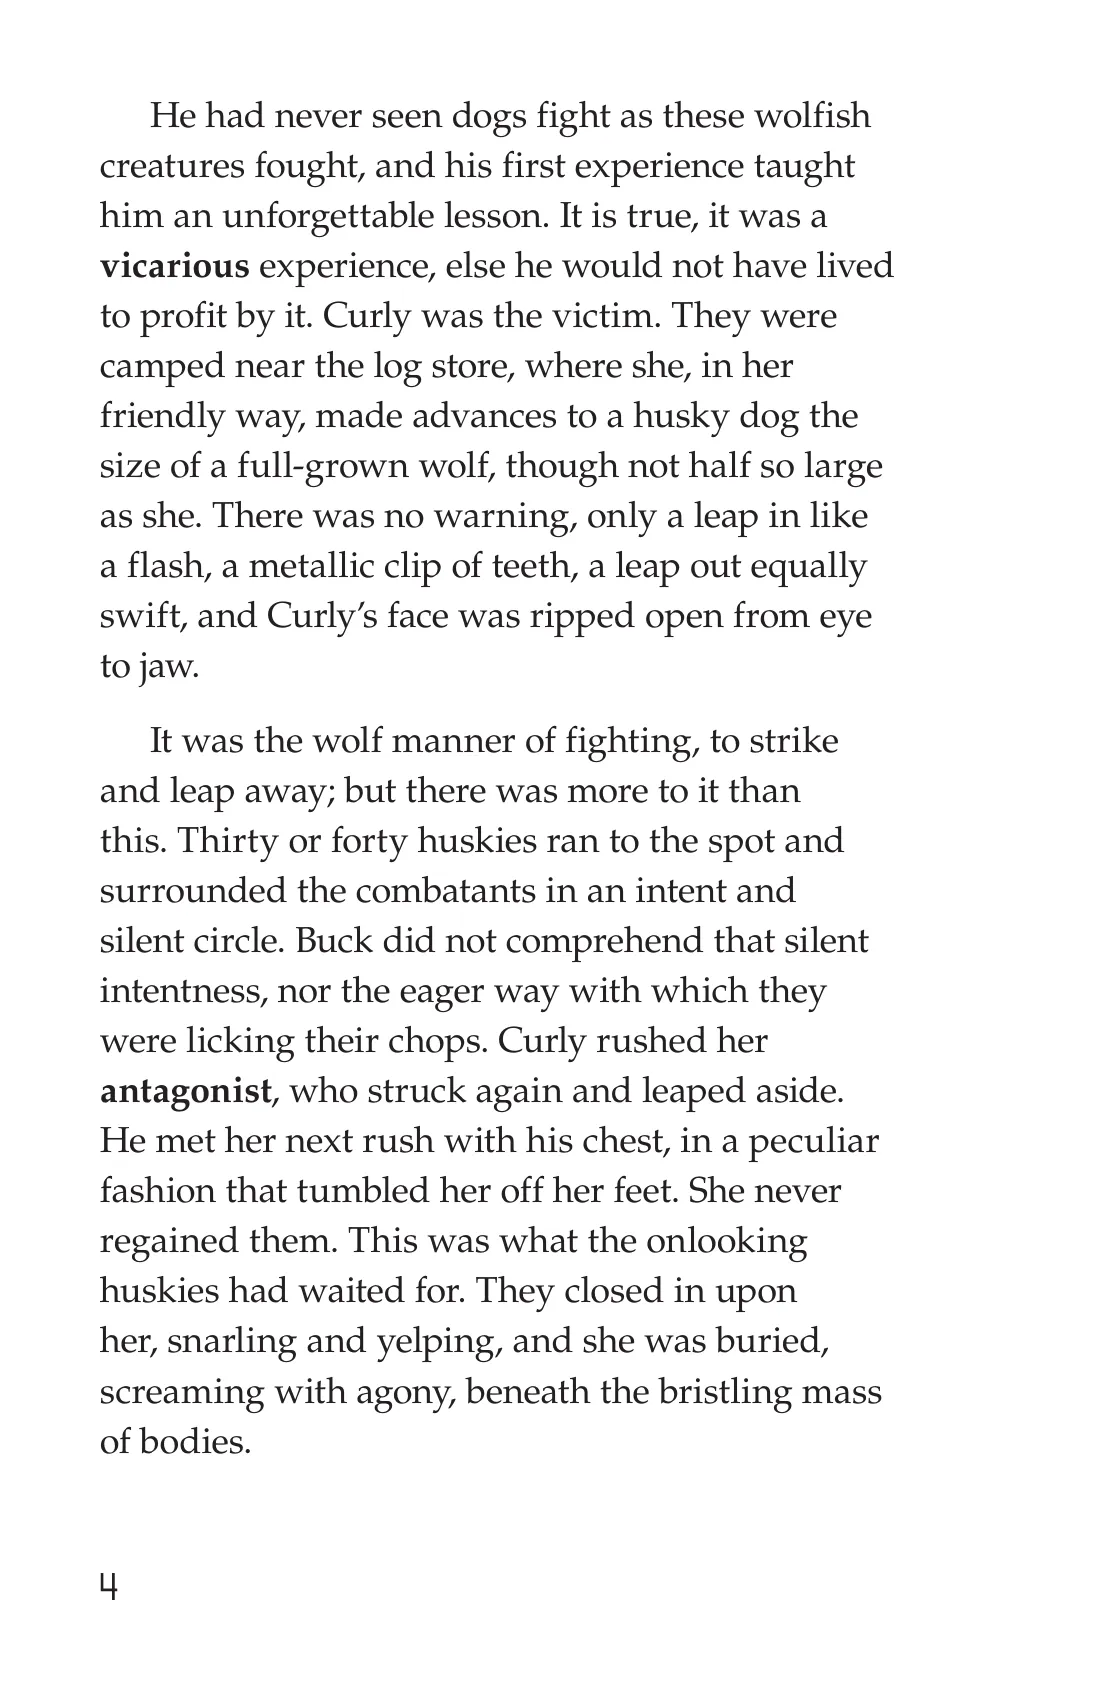 He had never seen dogs fight as these wolfish
creatures fought, and his first experience taught
him an unforgettable lesson. It is true, it was a
vicarious experience, else he would not have lived
to profit by it. Curly was the victim. They were
camped near the log store, where she, in her
friendly way, made advances to a husky dog the
size of a full-grown wolf, though not half so large
as she. There was no warning, only a leap in like
a flash, a metallic clip of teeth, a leap out equally
swift, and Curly’s face was ripped open from eye
to jaw.
It was the wolf manner of fighting, to strike
and leap away; but there was more to it than
this. Thirty or forty huskies ran to the spot and
surrounded the combatants in an intent and
silent circle. Buck did not comprehend that silent
intentness, nor the eager way with which they
were licking their chops. Curly rushed her
antagonist, who struck again and leaped aside.
He met her next rush with his chest, in a peculiar
fashion that tumbled her off her feet. She never
regained them. This was what the onlooking
huskies had waited for. They closed in upon
her, snarling and yelping, and she was buried,
screaming with agony, beneath the bristling mass
of bodies.
4